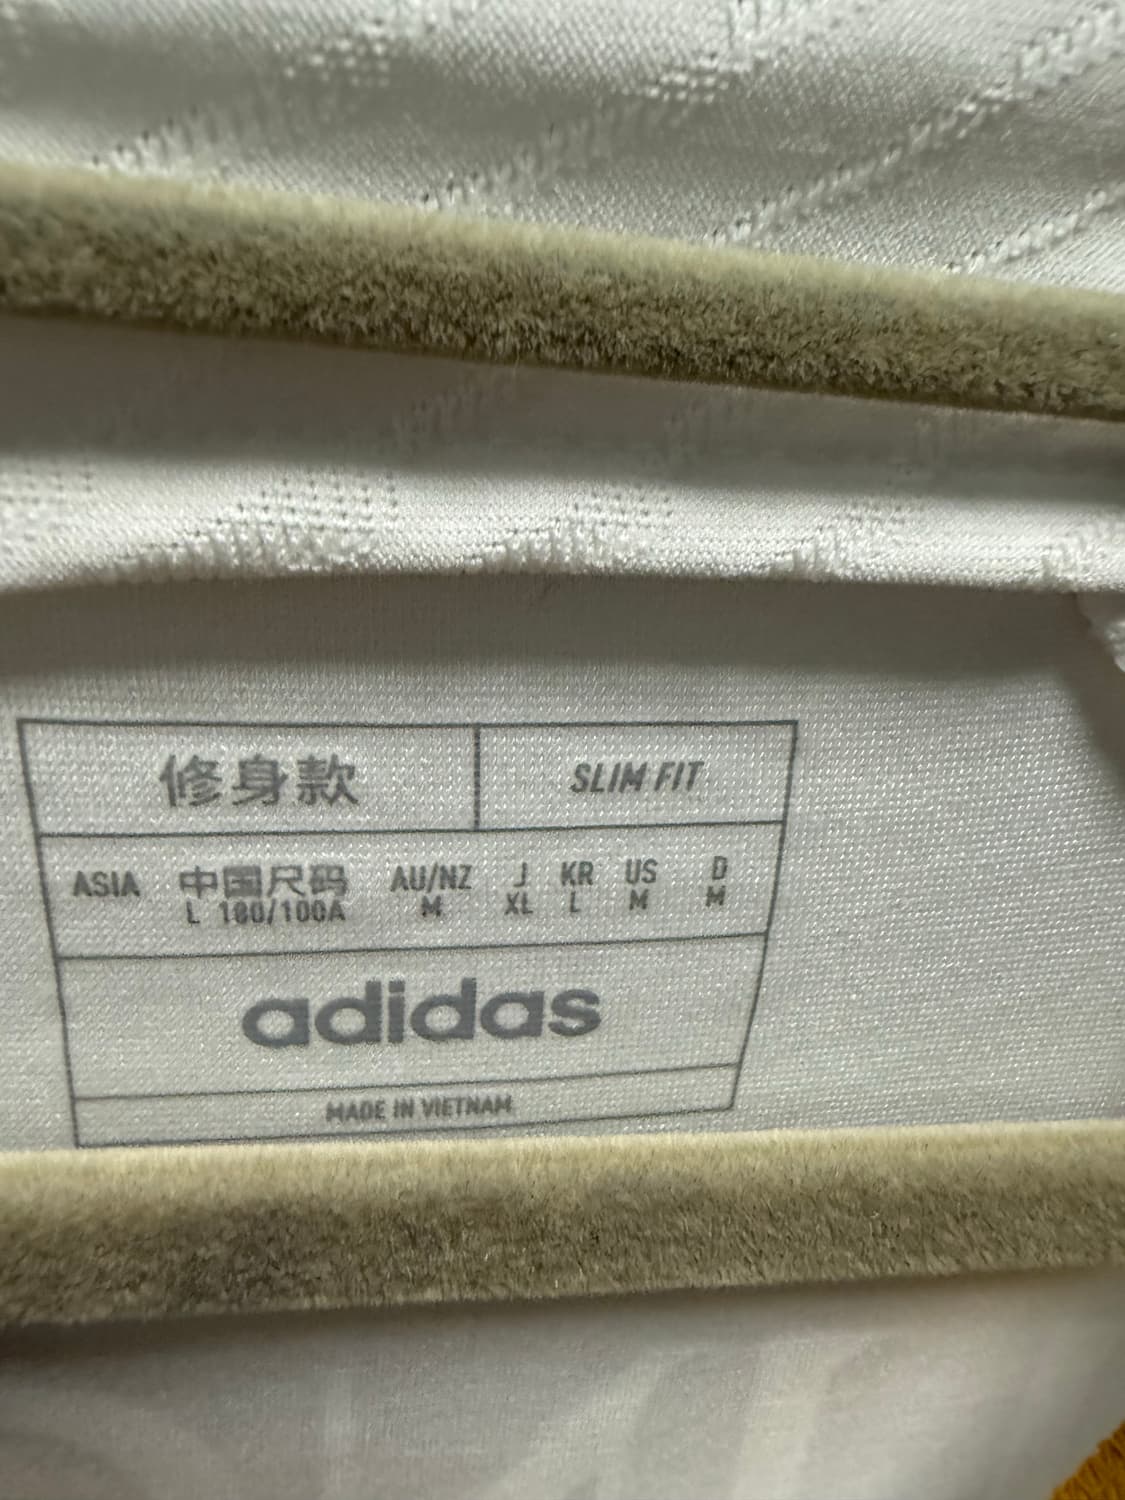 修身款 SLIM FIT
ASIA 中国尺码 AU/NZ J KR US D
L 180/100A M XL L M M
adidas
MADE IN VIETNAM